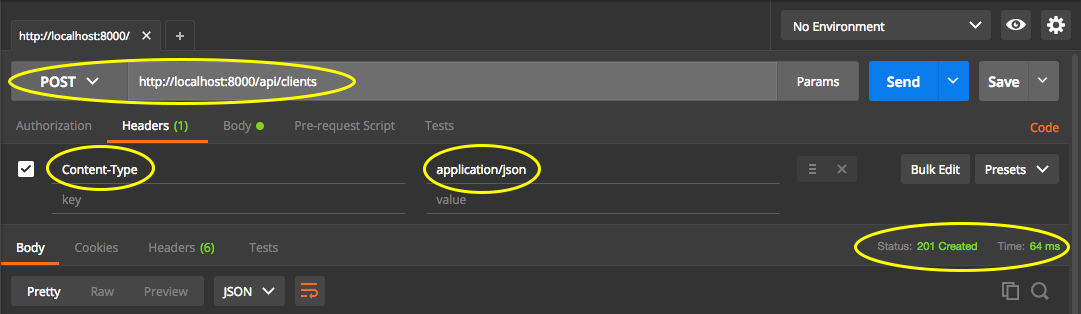 No Environment
http://localhost:8000/
POST http://localhost:8000/api/clients Params Send Save
Authorization Headers (1) Body Pre-request Script Tests Code
Content-Type application/json Bulk Edit Presets
key value
Body Cookies Headers (6) Tests Status: 201 Created Time: 64 ms
Pretty Raw Preview JSON